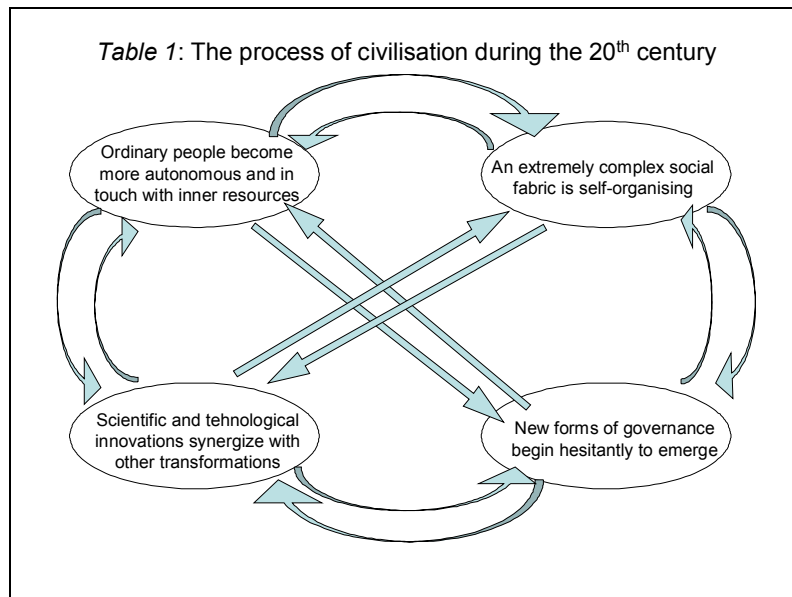 Table 1: The process of civilisation during the 20th century
Ordinary people become
more autonomous and in
touch with inner resources
An extremely complex social
fabric is self-organising
Scientific and tehnological
innovations synergize with
other transformations
New forms of governance
begin hesitantly to emerge